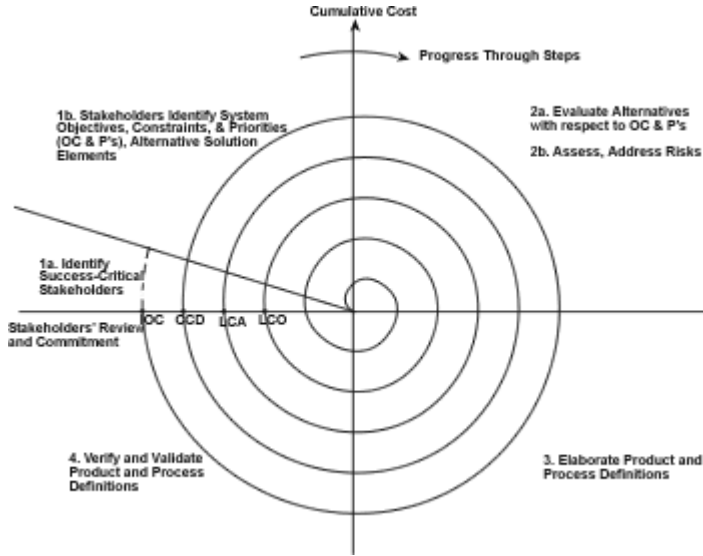 Cumulative Cost
Progress Through Steps
1b. Stakeholders Identify System
Objectives, Constraints, & Priorities
(OC & P's), Alternative Solution
Elements
2a. Evaluate Alternatives
with respect to OC & P's
2b. Assess, Address Risks
1a. Identify
Success-Critical
Stakeholders
Stakeholders' Review
and Commitment
IOC
CCD
LCA
LCO
4. Verify and Validate
Product and Process
Definitions
3. Elaborate Product and
Process Definitions